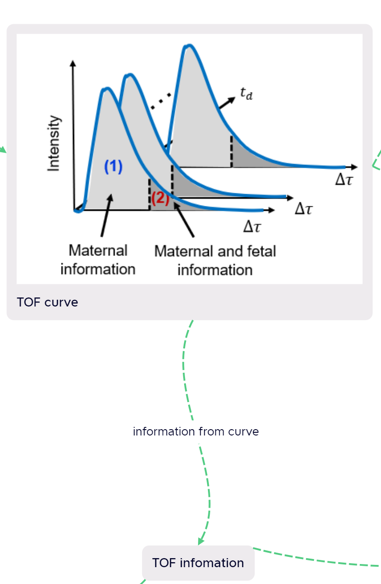 Intensity
t_d
(1)
(2)
Δτ
Δτ
Δτ
Maternal
information
Maternal and fetal
information
TOF curve
information from curve
TOF infomation